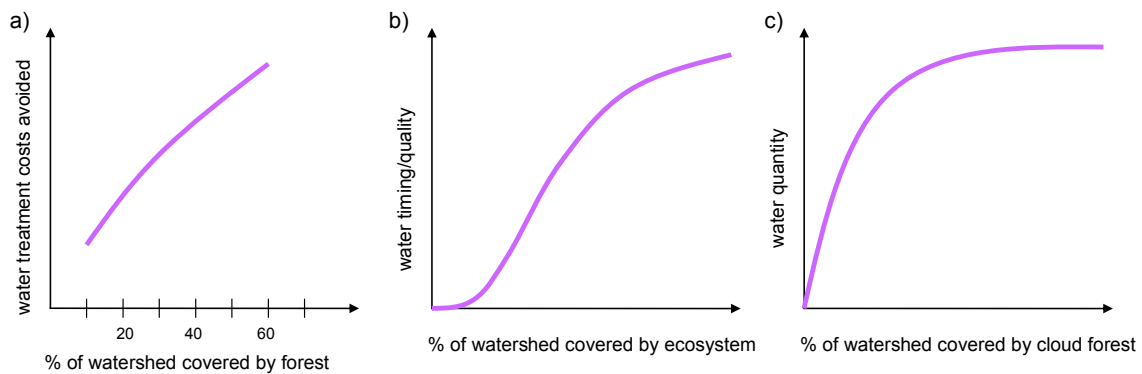 a)
water treatment costs avoided
20
40
60
% of watershed covered by forest
b)
water timing/quality
% of watershed covered by ecosystem
c)
water quantity
% of watershed covered by cloud forest